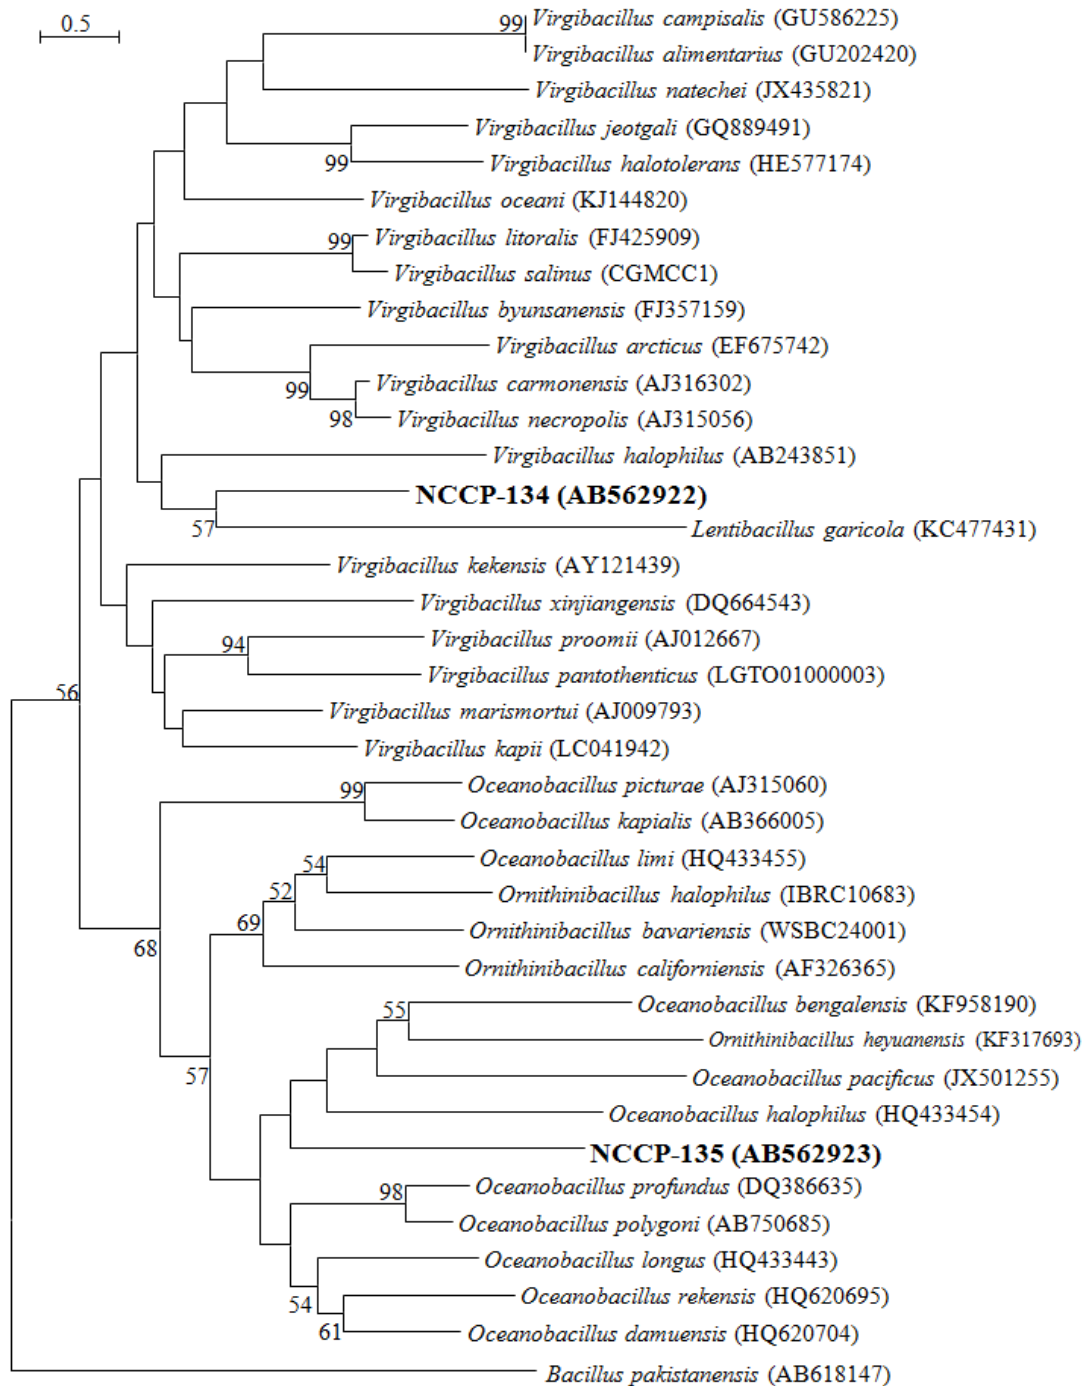 0.5
99
Virgibacillus campisalis (GU586225)
Virgibacillus alimentarius (GU202420)
Virgibacillus natechei (JX435821)
Virgibacillus jeotgali (GQ889491)
99
Virgibacillus halotolerans (HE577174)
Virgibacillus oceani (KJ144820)
99
Virgibacillus litoralis (FJ425909)
Virgibacillus salinus (CGMCC1)
Virgibacillus byunsanensis (FJ357159)
Virgibacillus arcticus (EF675742)
99
Virgibacillus carmonensis (AJ316302)
98
Virgibacillus necropolis (AJ315056)
Virgibacillus halophilus (AB243851)
NCCP-134 (AB562922)
57
Lentibacillus garicola (KC477431)
Virgibacillus kekensis (AY121439)
Virgibacillus xinjiangensis (DQ664543)
94
Virgibacillus proomii (AJ012667)
Virgibacillus pantothenticus (LGTO01000003)
56
Virgibacillus marismortui (AJ009793)
Virgibacillus kapii (LC041942)
99
Oceanobacillus picturae (AJ315060)
Oceanobacillus kapialis (AB366005)
54
Oceanobacillus limi (HQ433455)
52
Ornithinibacillus halophilus (IBRC10683)
69
Ornithinibacillus bavariensis (WSBC24001)
68
Ornithinibacillus californiensis (AF326365)
55
Oceanobacillus bengalensis (KF958190)
Ornithinibacillus heyuanensis (KF317693)
57
Oceanobacillus pacificus (JX501255)
Oceanobacillus halophilus (HQ433454)
NCCP-135 (AB562923)
98
Oceanobacillus profundus (DQ386635)
Oceanobacillus polygoni (AB750685)
Oceanobacillus longus (HQ433443)
54
Oceanobacillus rekensis (HQ620695)
61
Oceanobacillus damuensis (HQ620704)
Bacillus pakistanensis (AB618147)